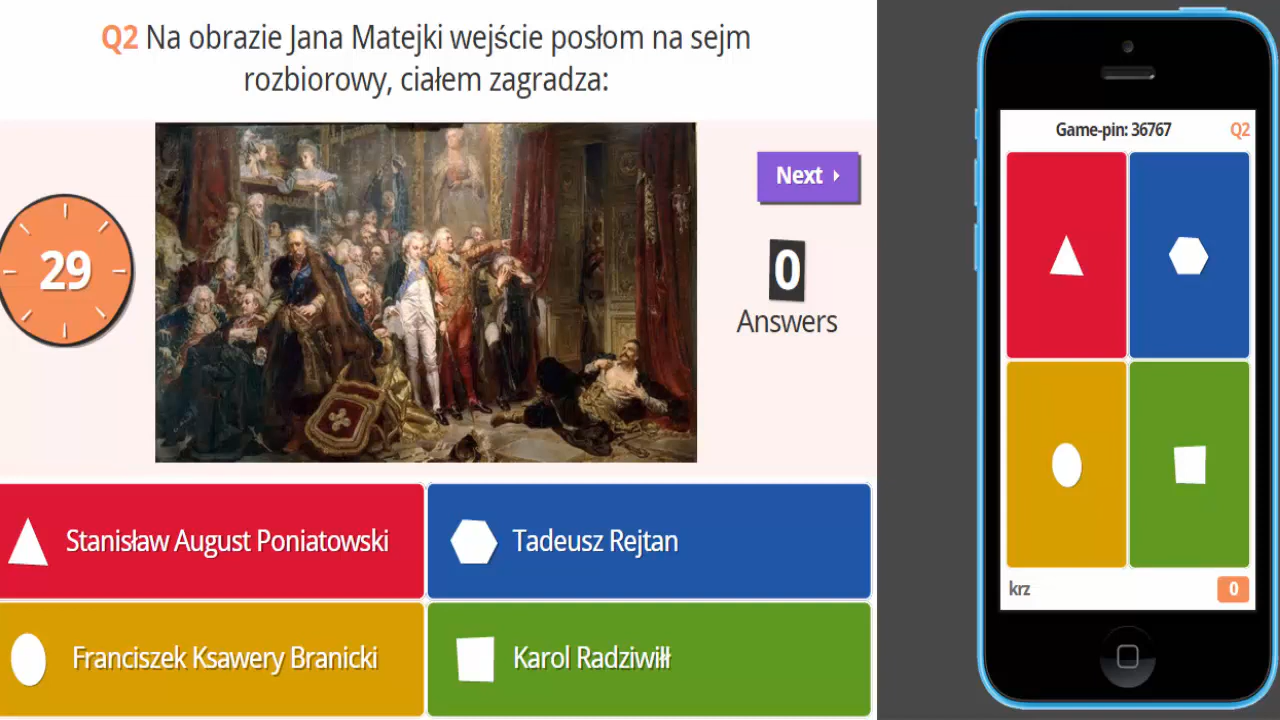 Q2 Na obrazie Jana Matejki wejście posłom na sejm
rozbiorowy, ciałem zagradza:
29
Next
0
Answers
Stanisław August Poniatowski
Tadeusz Rejtan
Franciszek Ksawery Branicki
Karol Radziwiłł
Game-pin: 36767 Q2
krz 0